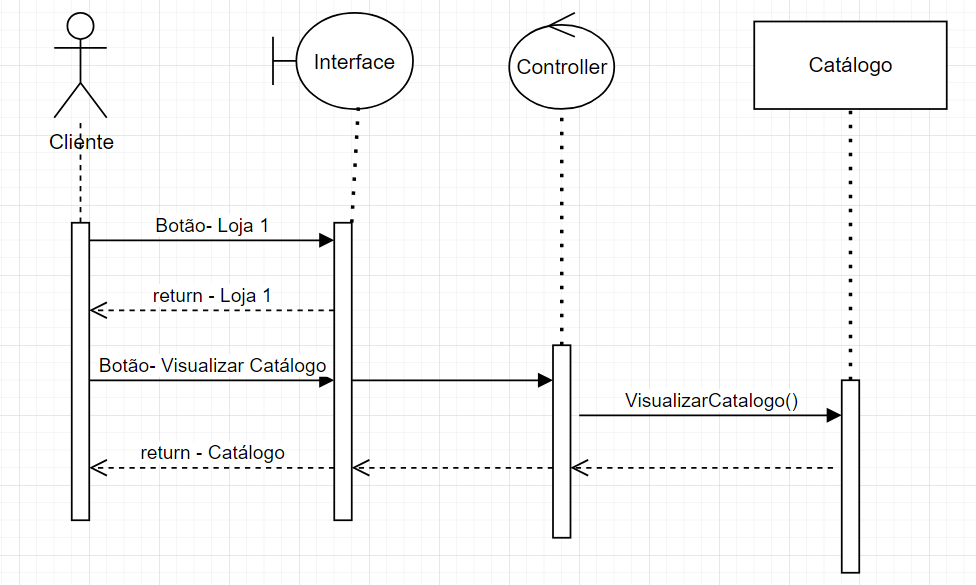 Interface
Controller
Catálogo
Cliente
Botão- Loja 1
return - Loja 1
Botão- Visualizar Catálogo
VisualizarCatalogo()
return - Catálogo